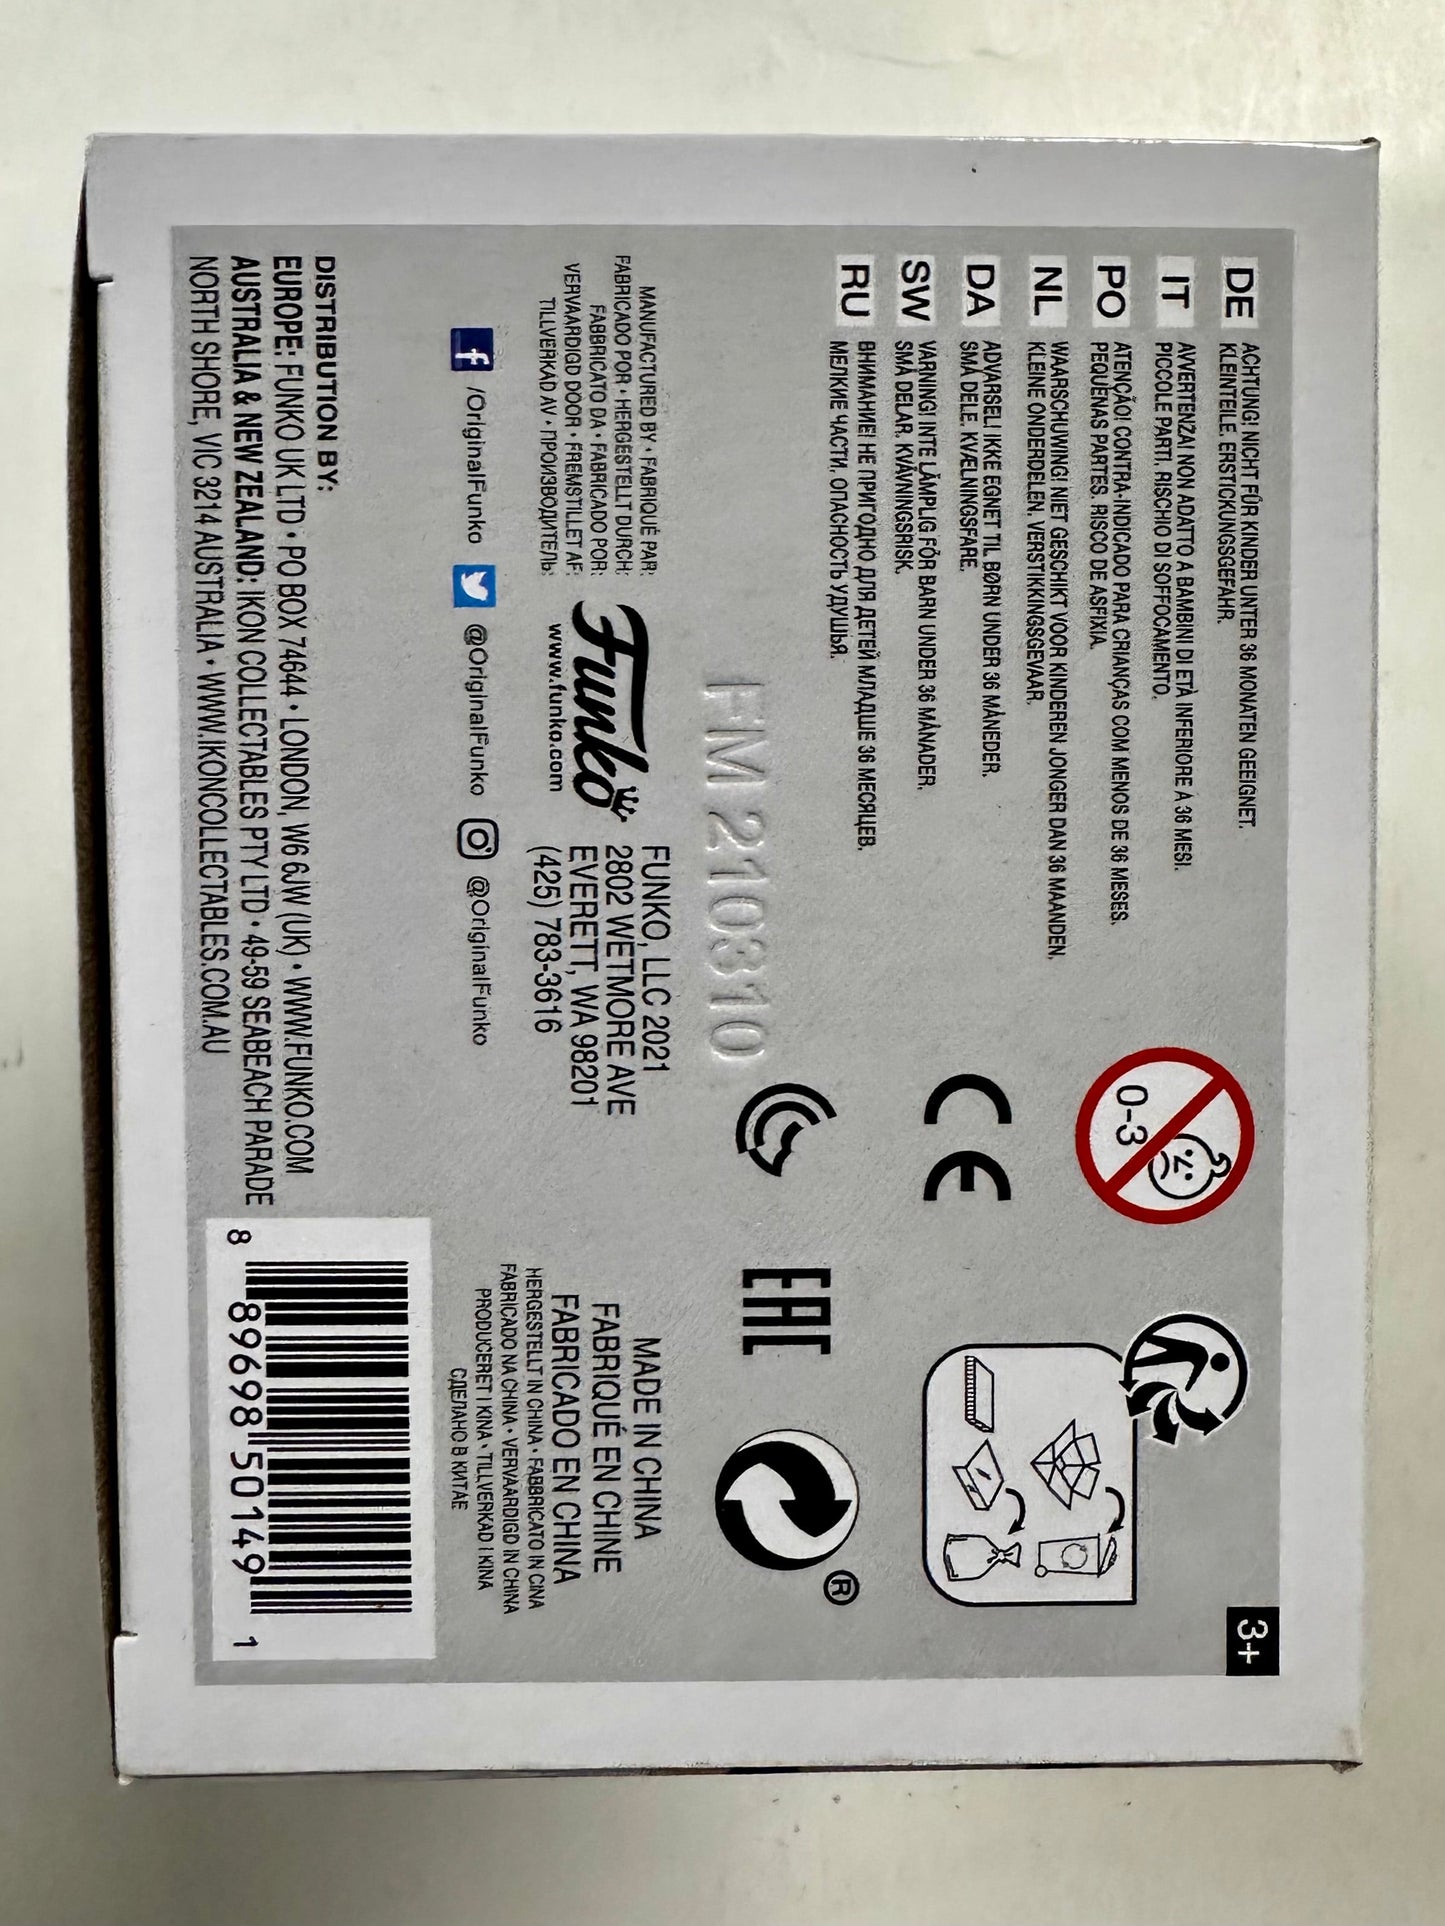 DE ACHTUNG! NICHT FÜR KINDER UNTER 36 MONATEN GEEIGNET.
KLEINTEILE. ERSTICKUNGSGEFAHR.
IT AVVERTENZA! NON ADATTO A BAMBINI DI ETÀ INFERIORE À 36 MESI.
PICCOLE PARTI. RISCHIO DI SOFFOCAMENTO.
PO ATENÇÃO! CONTRA-INDICADO PARA CRIANÇAS COM MENOS DE 36 MESES.
PEQUENAS PARTES. RISCO DE ASFIXIA.
NL WAARSCHUWING! NIET GESCHIKT VOOR KINDEREN JONGER DAN 36 MAANDEN.
KLEINE ONDERDELEN. VERSTIKKINGSGEVAAR.
DA ADVARSEL! IKKE EGNET TIL BØRN UNDER 36 MÅNEDER.
SMÅ DELE. KVÆLNINGSFARE.
SW VARNING! INTE LÄMPLIG FÖR BARN UNDER 36 MÅNADER.
SMÅ DELAR. KVÄVNINGSRISK.
RU ВНИМАНИЕ! НЕ ПРИГОДНО ДЛЯ ДЕТЕЙ МЛАДШЕ 36 МЕСЯЦЕВ.
МЕЛКИЕ ЧАСТИ. ОПАСНОСТЬ УДУШЬЯ.
0-3
3+
CE
EAC
®
FM 210310
MANUFACTURED BY • FABRIQUÉ PAR:
FABRICADO POR • HERGESTELLT DURCH:
FABBRICATO DA • FABRICADO POR:
VERVAARDIGD DOOR • FREMSTILLET AF:
TILLVERKAD AV • ПРОИЗВОДИТЕЛЬ:
Funko
www.funko.com
FUNKO, LLC 2021
2802 WETMORE AVE
EVERETT, WA 98201
(425) 783-3616
MADE IN CHINA
FABRIQUÉ EN CHINE
FABRICADO EN CHINA
HERGESTELLT IN CHINA • FABBRICATO IN CINA
FABRICADO NA CHINA • VERVAARDIGD IN CHINA
PRODUCERET I KINA • TILLVERKAD I KINA
СДЕЛАНО В КИТАЕ
f /OriginalFunko @OriginalFunko @OriginalFunko
DISTRIBUTION BY:
EUROPE: FUNKO UK LTD • PO BOX 74644 • LONDON, W6 6JW (UK) • WWW.FUNKO.COM
AUSTRALIA & NEW ZEALAND: IKON COLLECTABLES PTY LTD • 49-59 SEABEACH PARADE
NORTH SHORE, VIC 3214 AUSTRALIA • WWW.IKONCOLLECTABLES.COM.AU
8 89698 50149 1